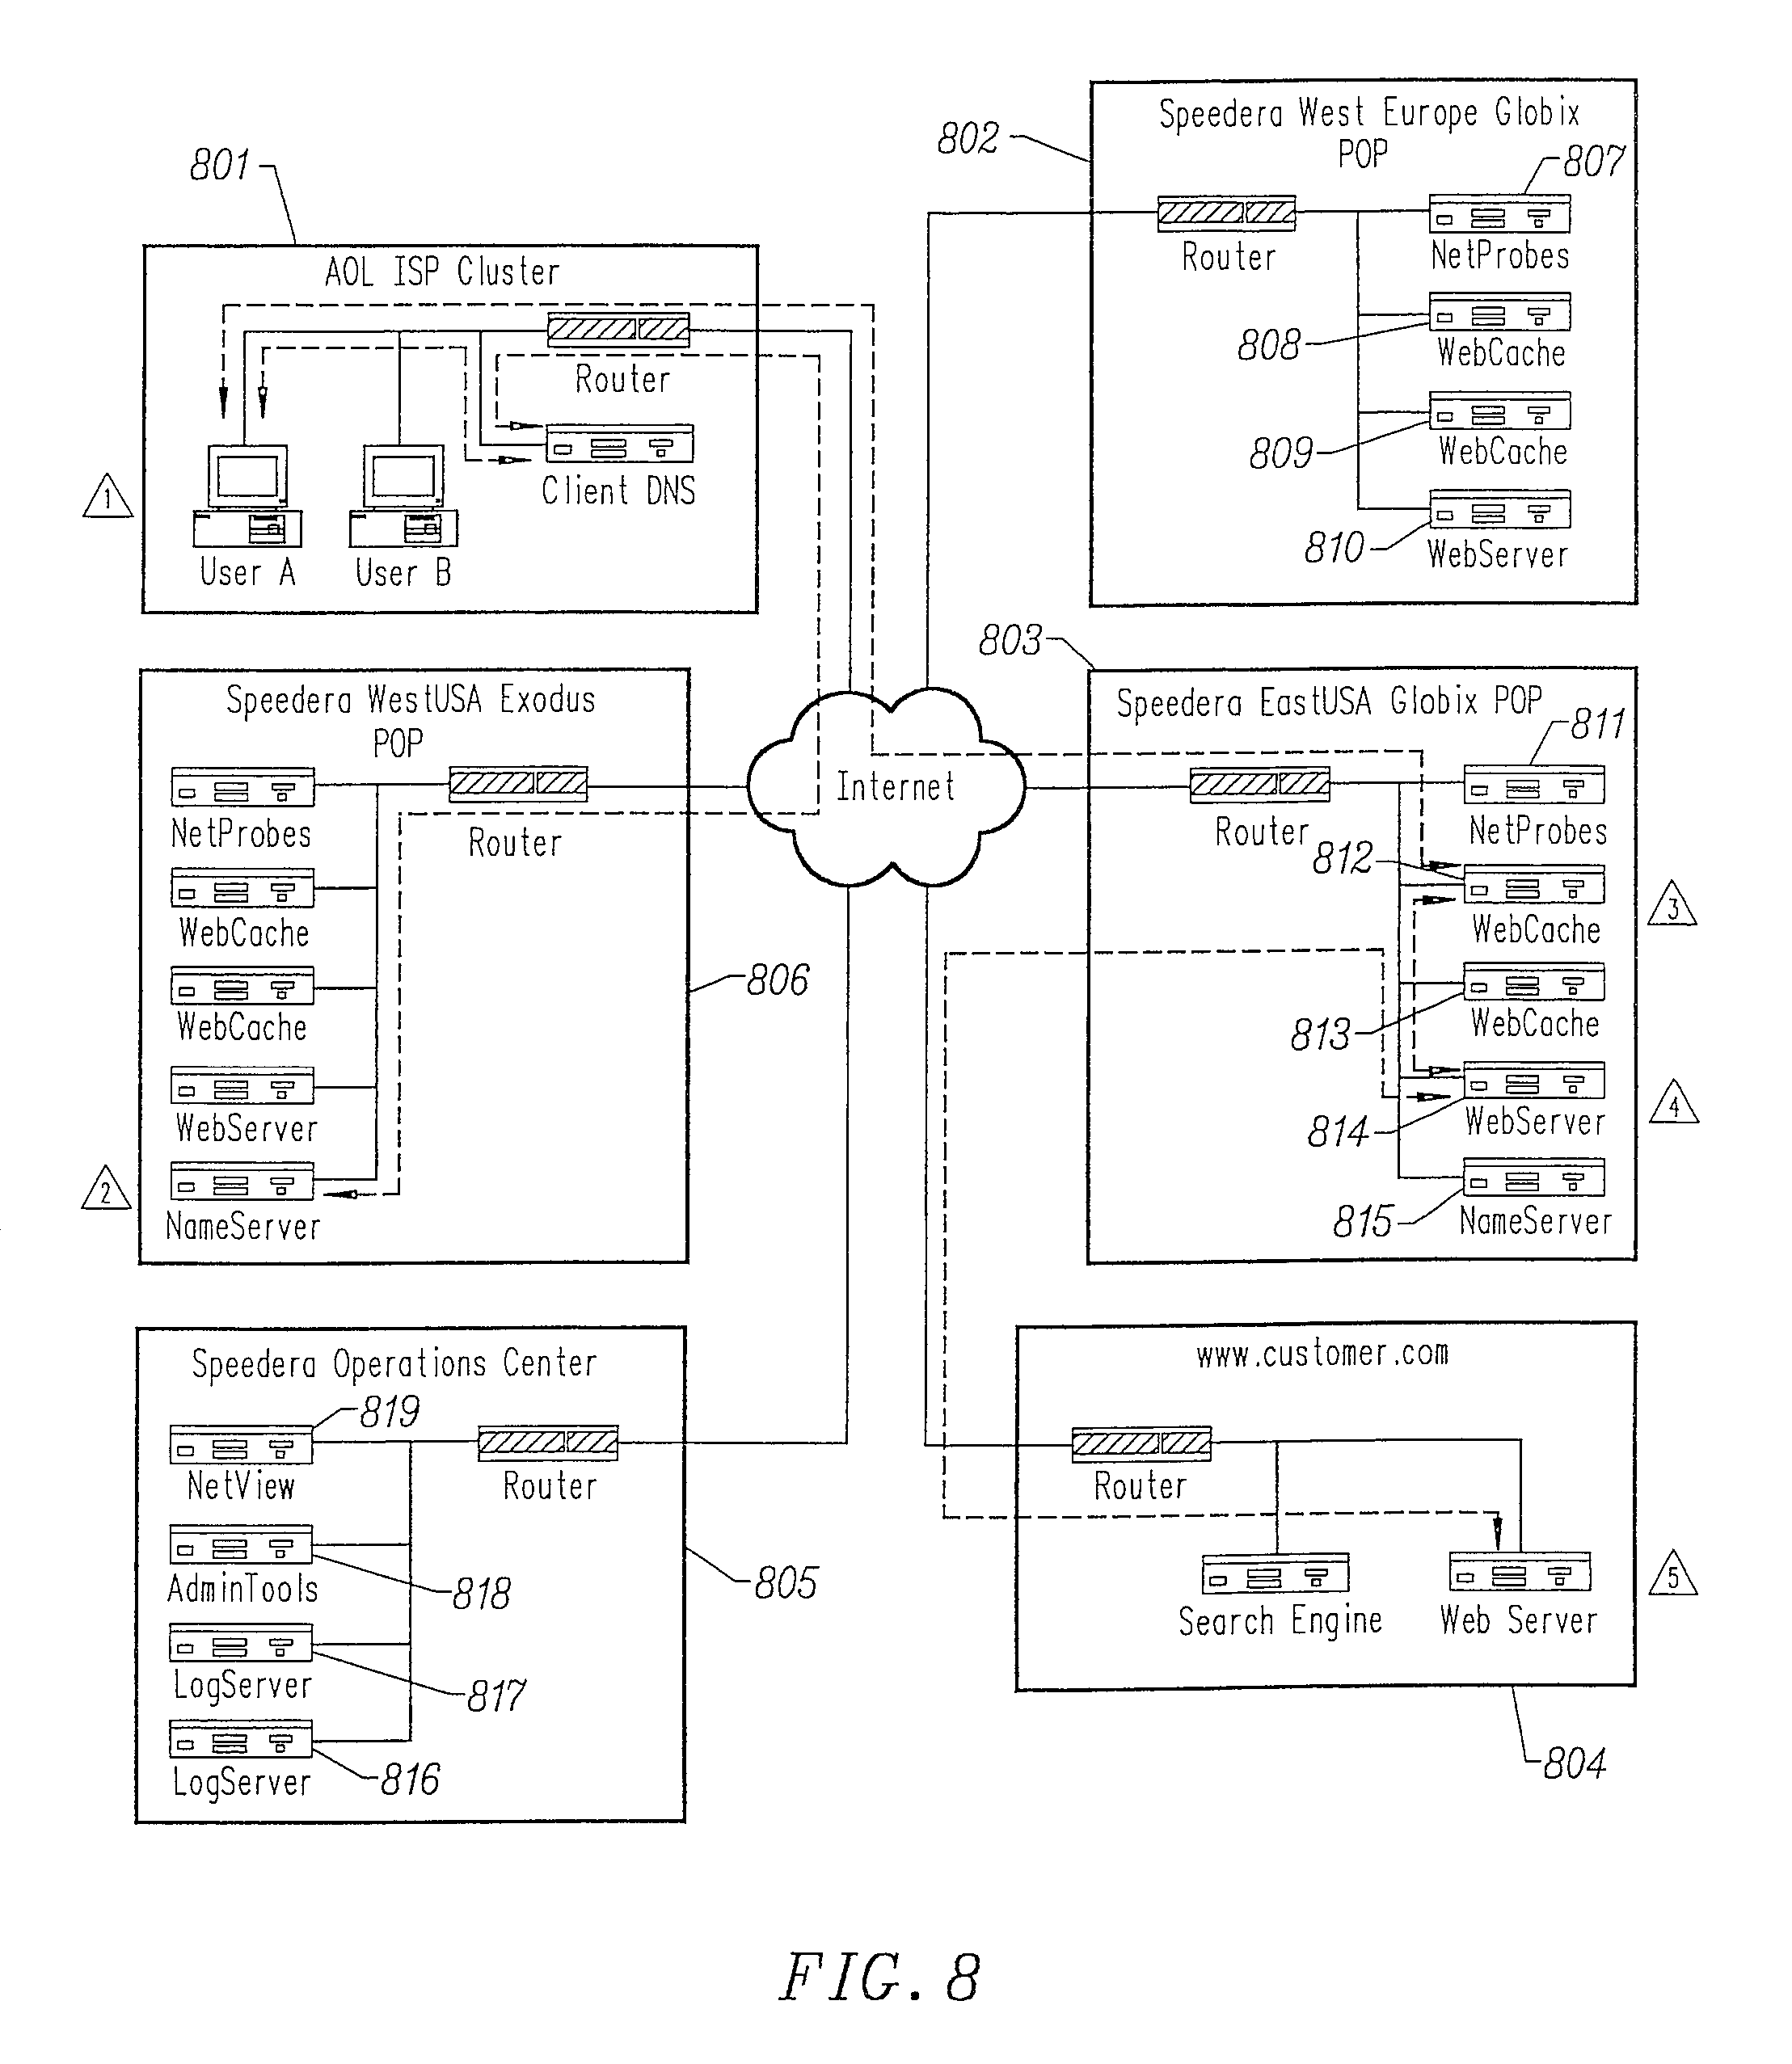 801
AOL ISP Cluster
Router
Client DNS
User A
User B
1
802
Speedera West Europe Globix
POP
807
Router
NetProbes
808
WebCache
809
WebCache
810
WebServer
Speedera WestUSA Exodus
POP
NetProbes
Router
WebCache
WebCache
806
WebServer
2
NameServer
Internet
803
Speedera EastUSA Globix POP
811
Router
NetProbes
812
WebCache
3
813
WebCache
814
WebServer
4
815
NameServer
Speedera Operations Center
819
NetView
Router
AdminTools
818
805
LogServer
817
LogServer
816
www.customer.com
Router
Search Engine
Web Server
5
804
FIG. 8